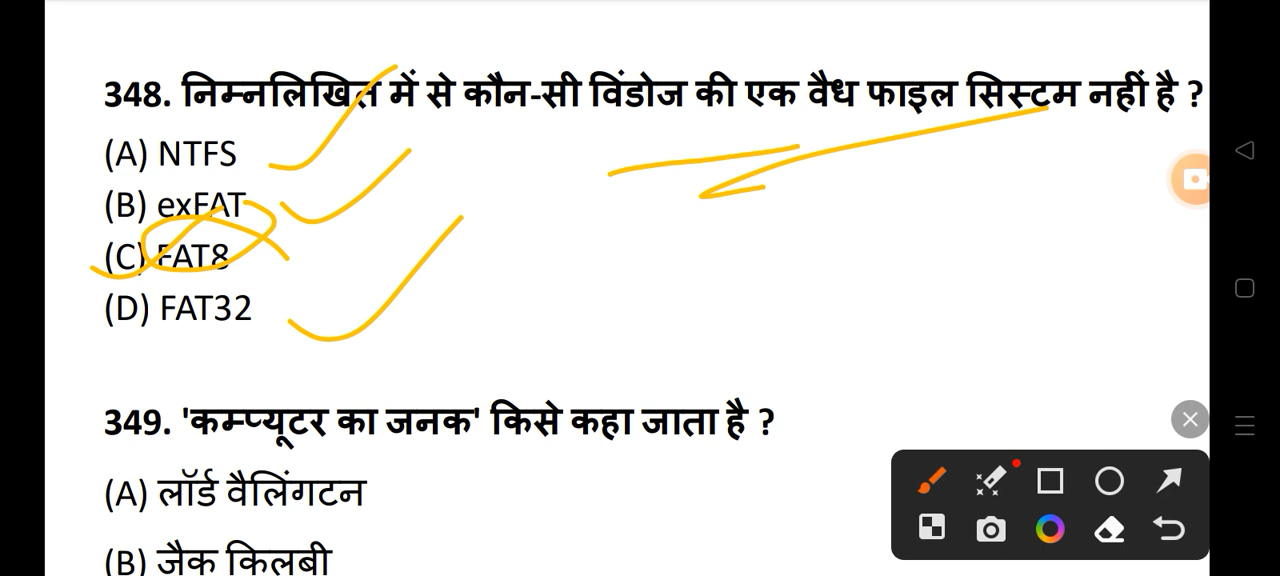 348. निम्नलिखित में से कौन-सी विंडोज की एक वैध फाइल सिस्टम नहीं है ?
(A) NTFS
(B) exFAT
(C) FAT8
(D) FAT32
349. 'कम्प्यूटर का जनक' किसे कहा जाता है ?
(A) लॉर्ड वैलिंगटन
(B) जैक किलबी